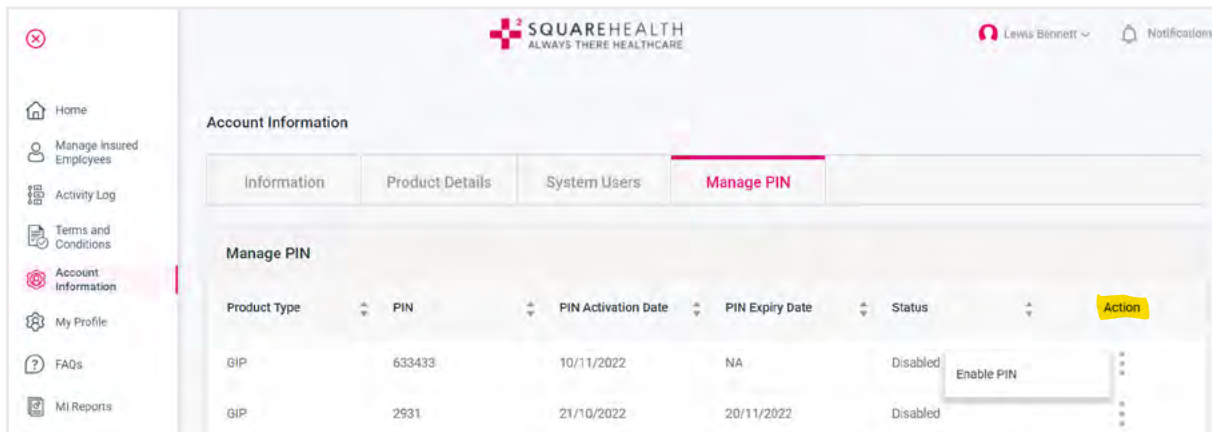 2 SQUAREHEALTH
ALWAYS THERE HEALTHCARE
Lewis Bennett
Notifications
Home
Manage Insured
Employees
Activity Log
Terms and
Conditions
Account
Information
My Profile
? FAQs
MI Reports
Account Information
Information Product Details System Users Manage PIN
Manage PIN
Product Type PIN PIN Activation Date PIN Expiry Date Status Action
GIP 633433 10/11/2022 NA Disabled
Enable PIN
GIP 2931 21/10/2022 20/11/2022 Disabled